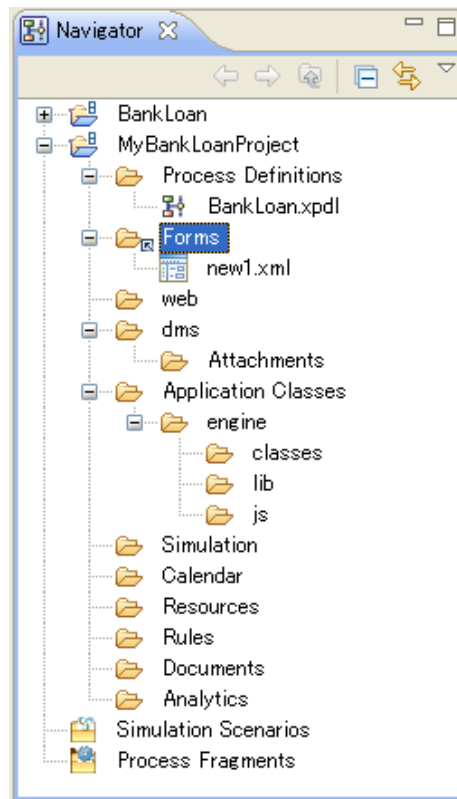 Navigator
BankLoan
MyBankLoanProject
Process Definitions
BankLoan.xpdl
Forms
new1.xml
web
dms
Attachments
Application Classes
engine
classes
lib
js
Simulation
Calendar
Resources
Rules
Documents
Analytics
Simulation Scenarios
Process Fragments